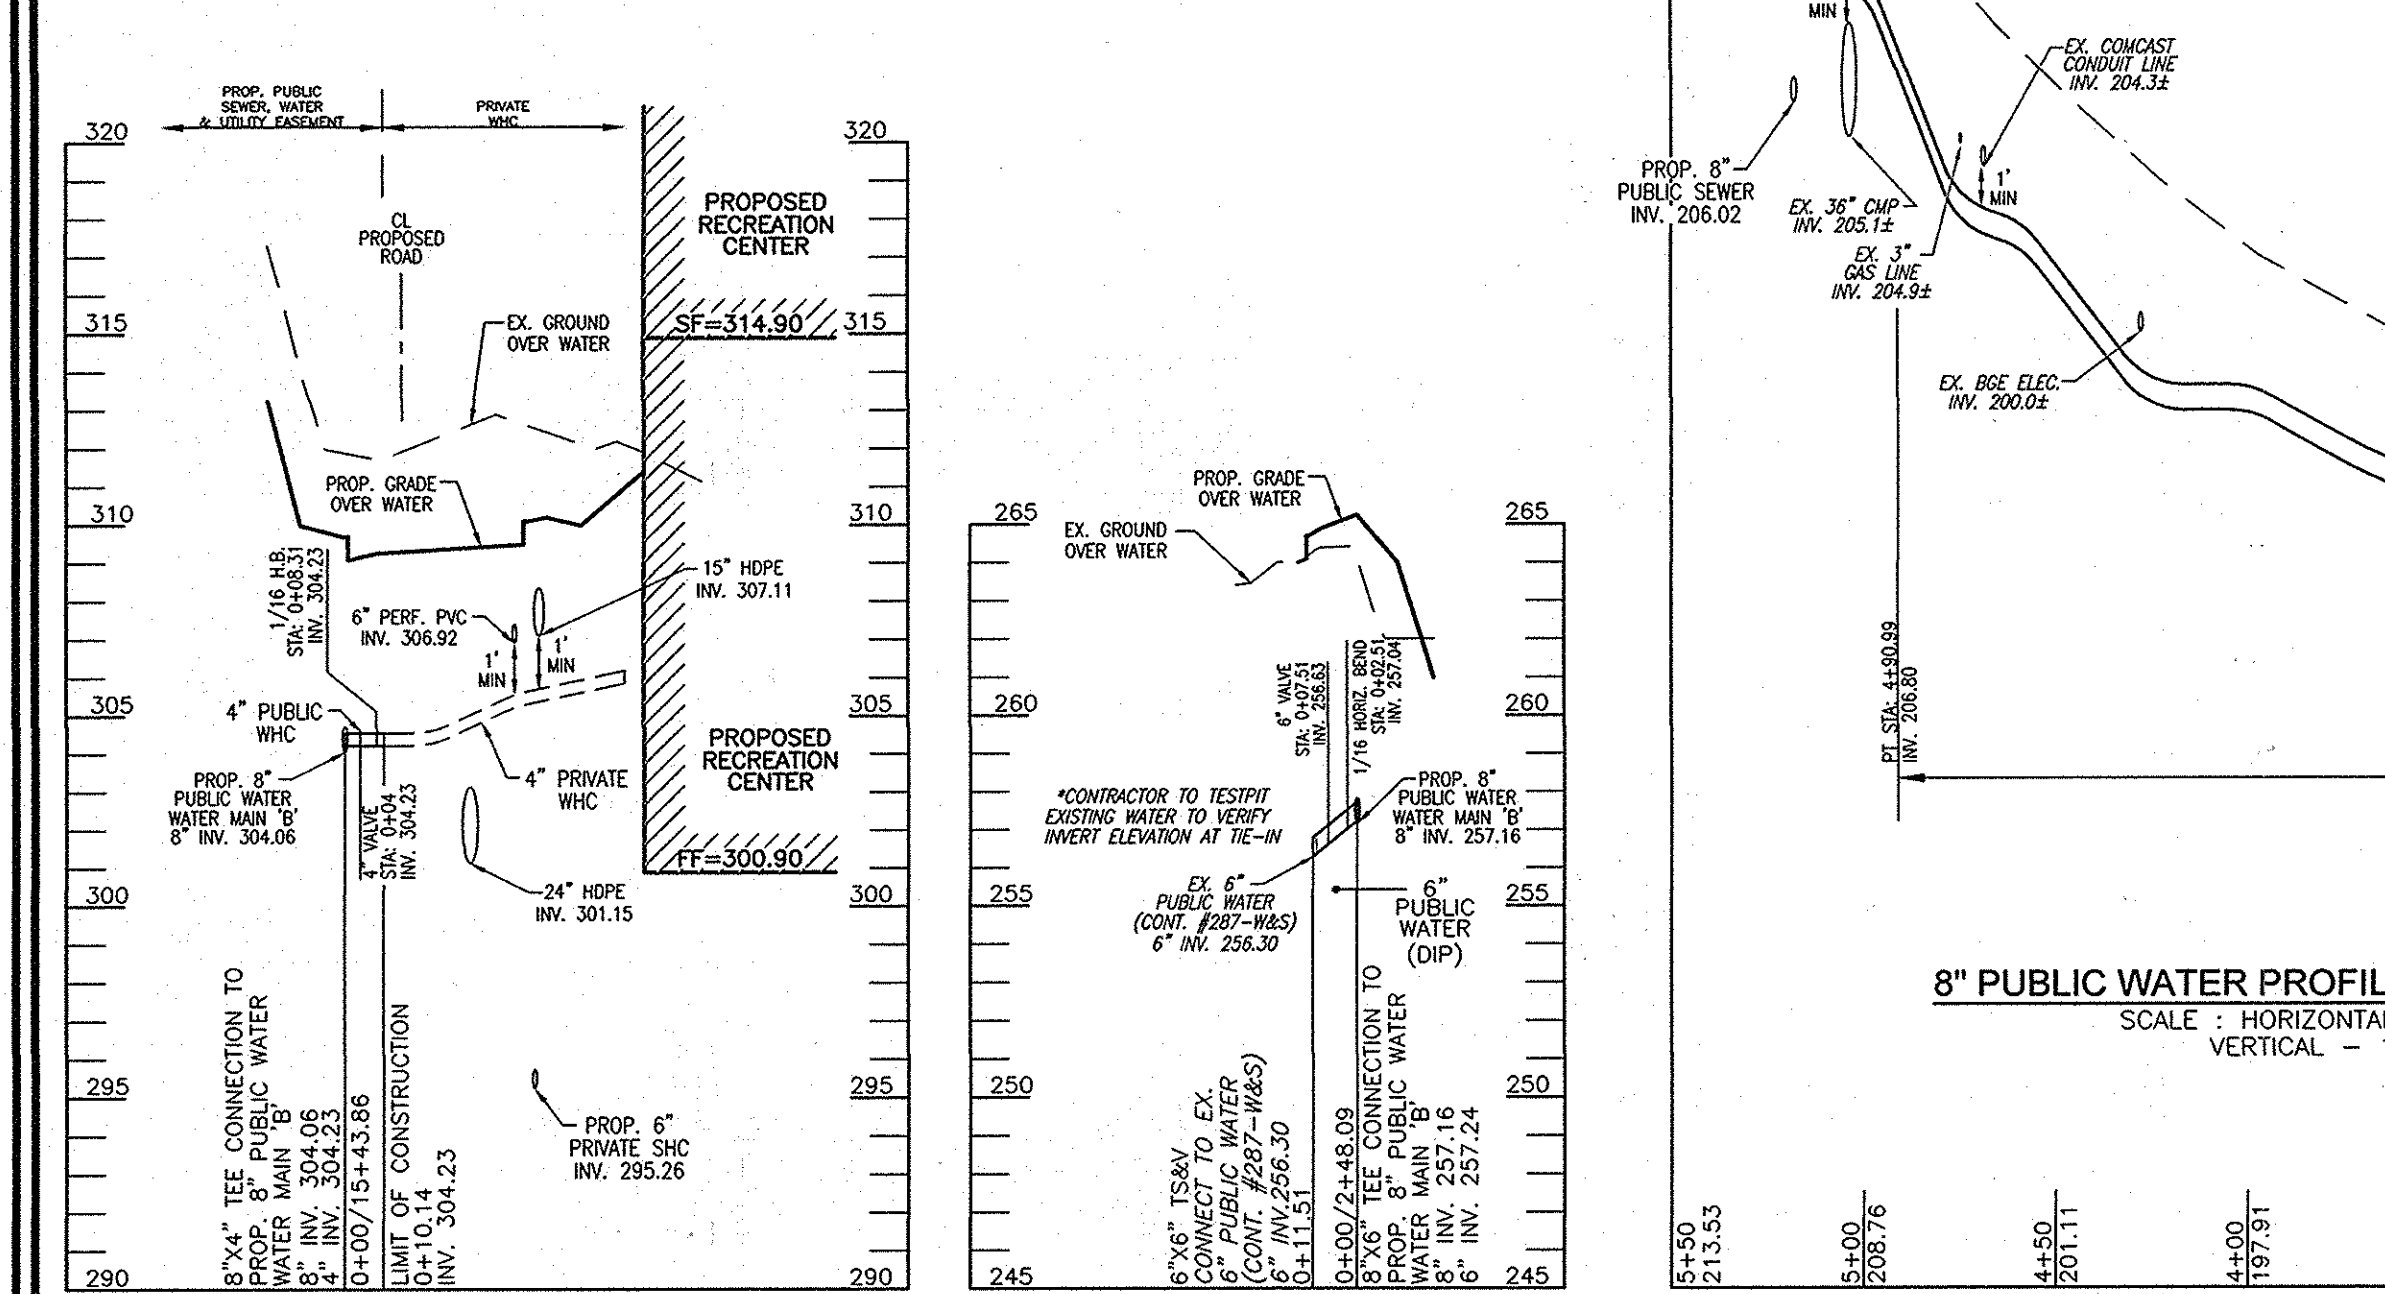 PROP. PUBLIC
SEWER, WATER
& UTILITY EASEMENT
PRIVATE
WHC
320
320
CL
PROPOSED
ROAD
PROPOSED
RECREATION
CENTER
315
SF=314.90
315
EX. GROUND
OVER WATER
PROP. GRADE
OVER WATER
310
310
1/16 H.B.
STA: 0+08.31
INV. 304.23
6" PERF. PVC
INV. 306.92
15" HDPE
INV. 307.11
1'
MIN
1'
MIN
305
305
4" PUBLIC
WHC
PROP. 8"
PUBLIC WATER
WATER MAIN 'B'
8" INV. 304.06
4" VALVE
STA: 0+04
INV. 304.23
4" PRIVATE
WHC
PROPOSED
RECREATION
CENTER
FF=300.90
300
300
24" HDPE
INV. 301.15
295
295
PROP. 6"
PRIVATE SHC
INV. 295.26
8"X4" TEE CONNECTION TO
PROP. 8" PUBLIC WATER
WATER MAIN 'B'
8" INV. 304.06
4" INV. 304.23
0+00/15+43.86
LIMIT OF CONSTRUCTION
0+10.14
INV. 304.23
290
290
265
265
PROP. GRADE
OVER WATER
EX. GROUND
OVER WATER
260
260
6" VALVE
STA: 0+07.51
INV. 256.63
1/16 HORIZ. BEND
STA: 0+02.51
INV. 257.04
*CONTRACTOR TO TESTPIT
EXISTING WATER TO VERIFY
INVERT ELEVATION AT TIE-IN
PROP. 8"
PUBLIC WATER
WATER MAIN 'B'
8" INV. 257.16
255
255
EX. 6"
PUBLIC WATER
(CONT. #287-W&S)
6" INV. 256.30
6"
PUBLIC
WATER
(DIP)
250
250
6"X6" TS&V
CONNECT TO EX.
6" PUBLIC WATER
(CONT. #287-W&S)
6" INV.256.30
0+11.51
0+00/2+48.09
8"X6" TEE CONNECTION TO
PROP. 8" PUBLIC WATER
WATER MAIN 'B'
8" INV. 257.16
6" INV. 257.24
245
245
MIN
EX. COMCAST
CONDUIT LINE
INV. 204.3±
PROP. 8"
PUBLIC SEWER
INV. 206.02
1'
MIN
EX. 36" CMP
INV. 205.1±
EX. 3"
GAS LINE
INV. 204.9±
EX. BGE ELEC.
INV. 200.0±
PT STA: 4+90.99
INV. 206.80
8" PUBLIC WATER PROFIL
SCALE : HORIZONTAL
VERTICAL –
5+50
213.53
5+00
208.76
4+50
201.11
4+00
197.91